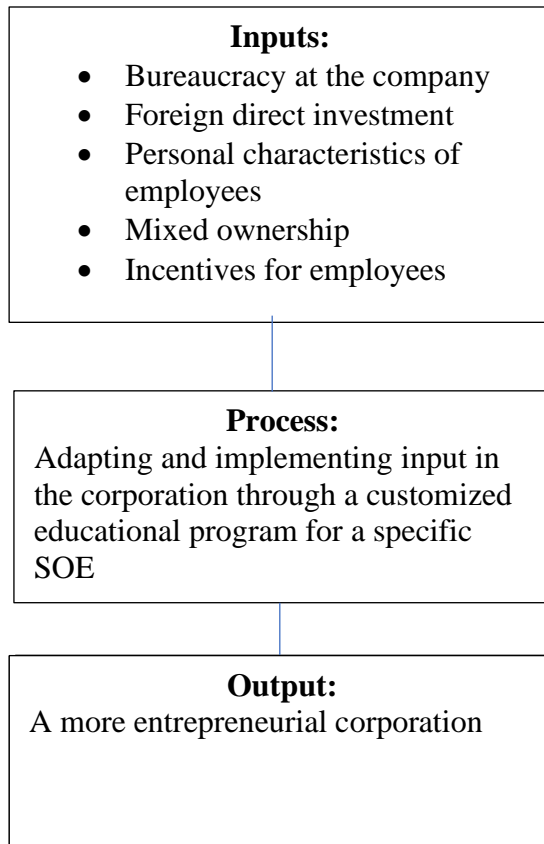 Inputs:
• Bureaucracy at the company
• Foreign direct investment
• Personal characteristics of
employees
• Mixed ownership
• Incentives for employees
Process:
Adapting and implementing input in
the corporation through a customized
educational program for a specific
SOE
Output:
A more entrepreneurial corporation